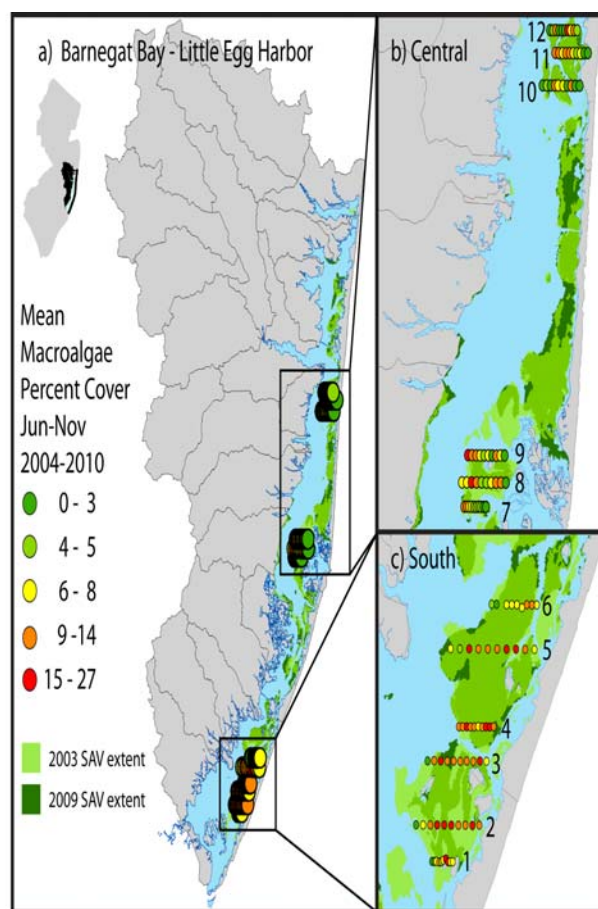 a) Barnegat Bay - Little Egg Harbor
Mean
Macroalgae
Percent Cover
Jun-Nov
2004-2010
0 - 3
4 - 5
6 - 8
9 -14
15 - 27
2003 SAV extent
2009 SAV extent
b) Central
12
11
10
9
8
7
c) South
6
5
4
3
2
1